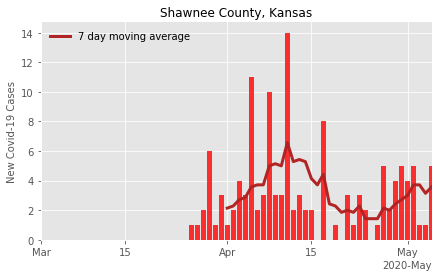 Shawnee County, Kansas
7 day moving average
New Covid-19 Cases
14
12
10
8
6
4
2
0
Mar 15 Apr 15 May
2020-May